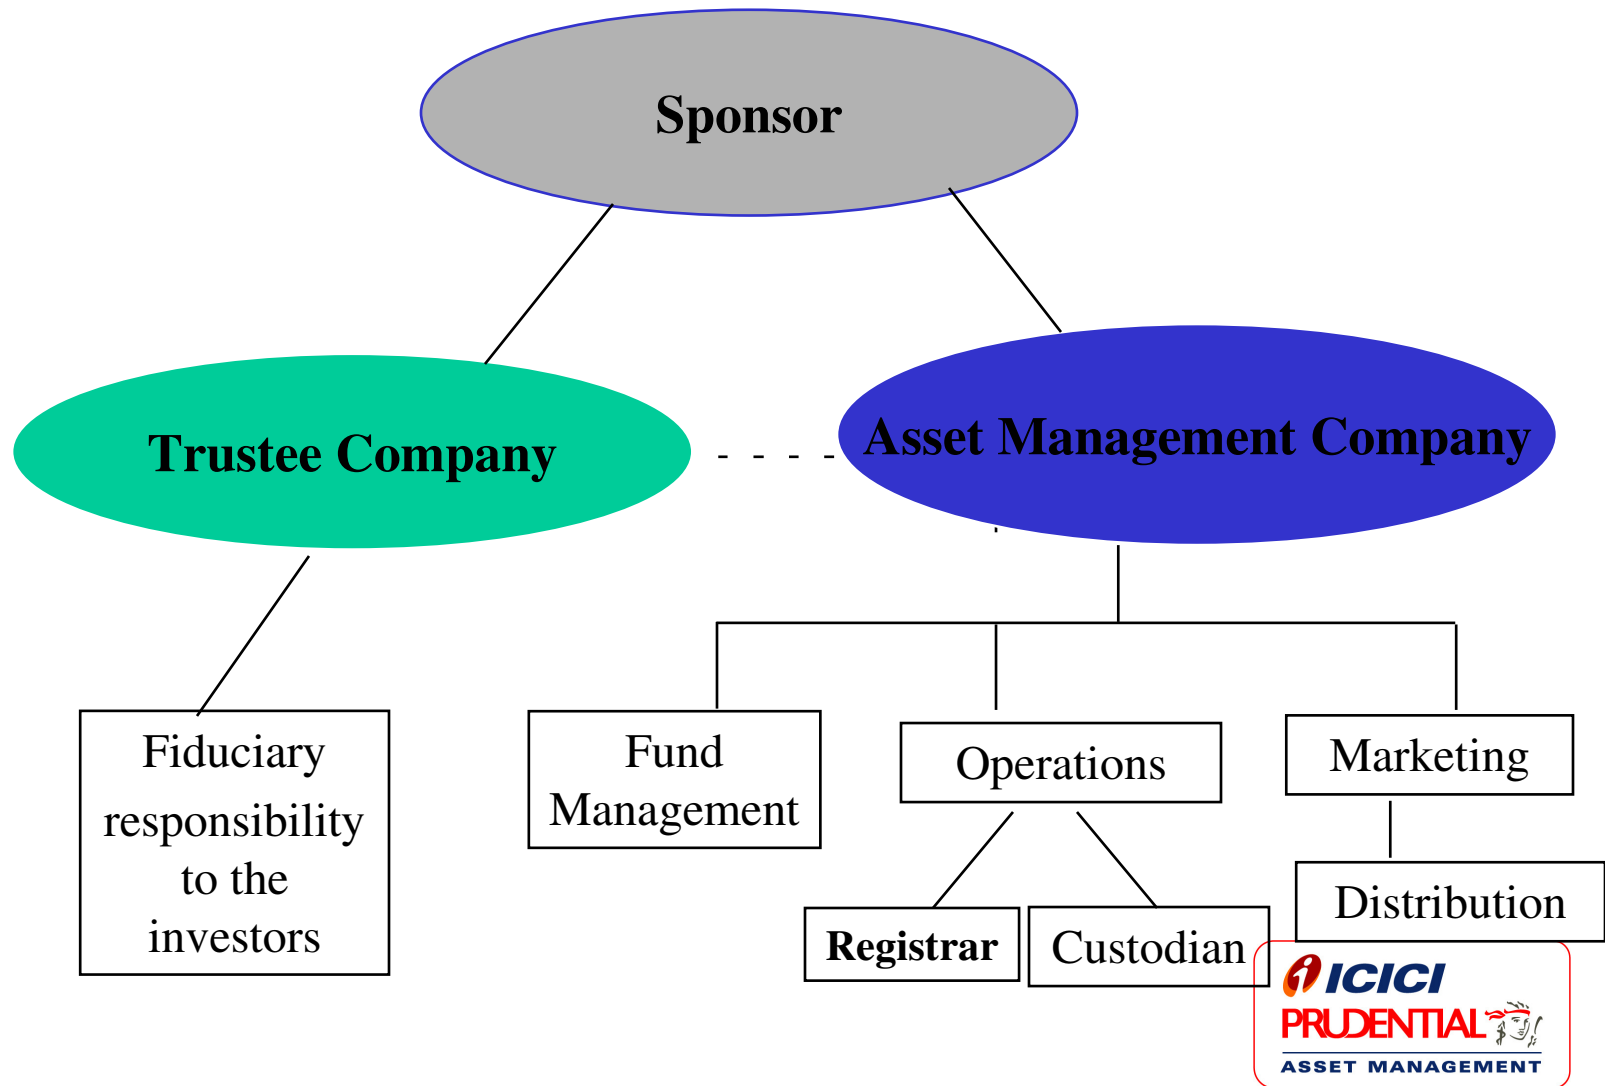 Sponsor
Trustee Company
- - - -
Asset Management Company
Fiduciary
responsibility
to the
investors
Fund
Management
Operations
Marketing
Registrar
Custodian
Distribution
ICICI
PRUDENTIAL
ASSET MANAGEMENT